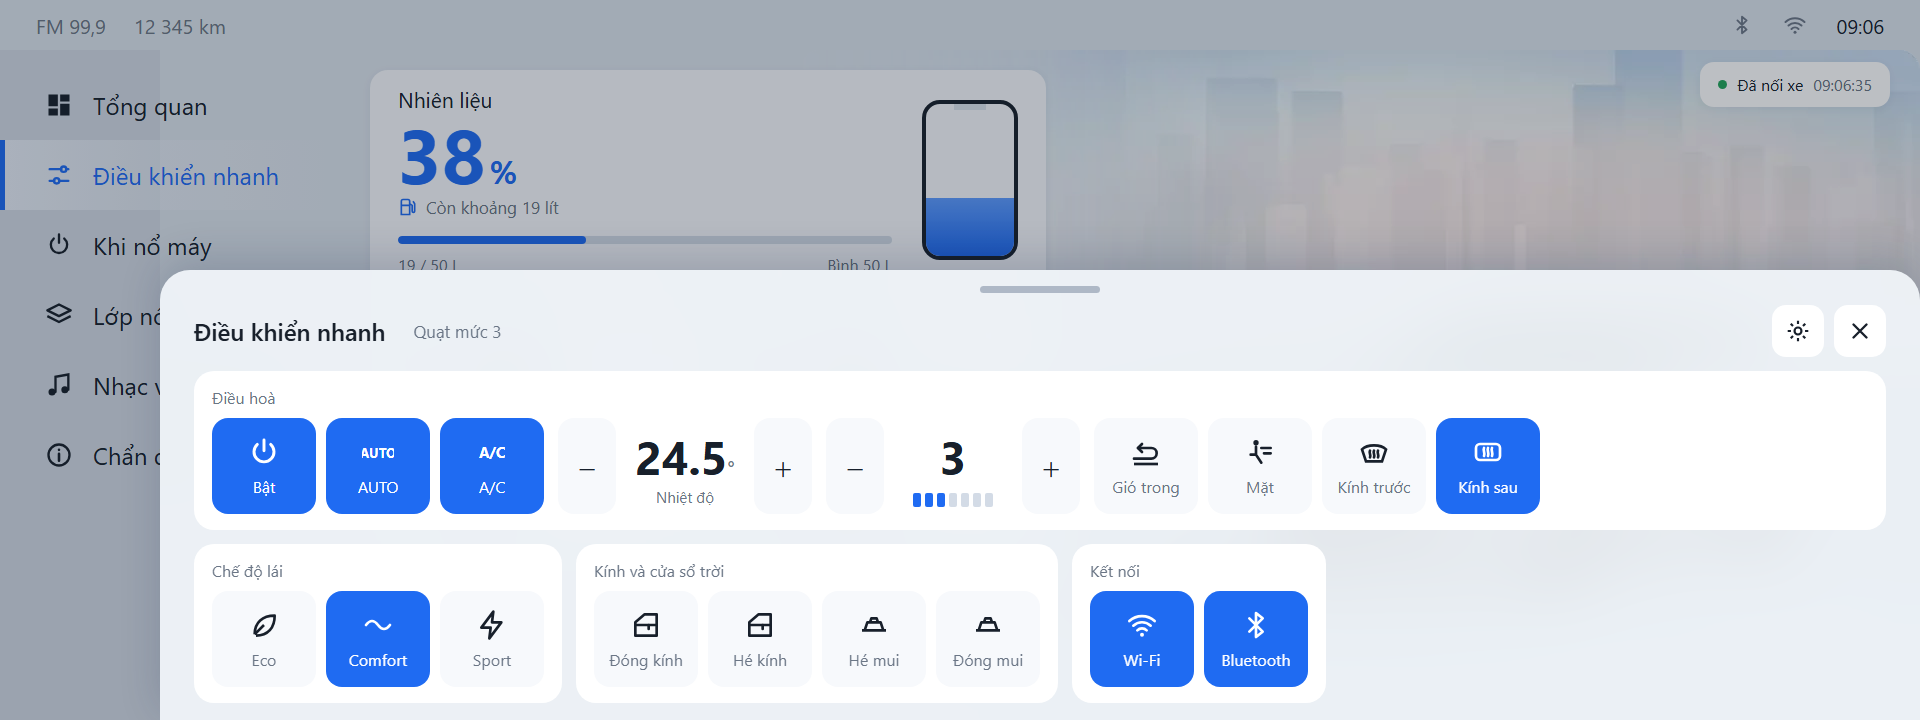 FM 99,9 12 345 km 09:06
Tổng quan
Điều khiển nhanh
Khi nổ máy
Lớp
Nhạc
Chẩn
Nhiên liệu
38%
Còn khoảng 19 lít
19 / 50 L Bình 50 L
Đã nối xe 09:06:35
Điều khiển nhanh Quạt mức 3
Điều hoà
AUTO A/C
Bật AUTO A/C
− 24.5° + − 3 +
Nhiệt độ
Gió trong Mặt Kính trước Kính sau
Chế độ lái
Eco Comfort Sport
Kính và cửa sổ trời
Đóng kính Hé kính Hé mui Đóng mui
Kết nối
Wi-Fi Bluetooth